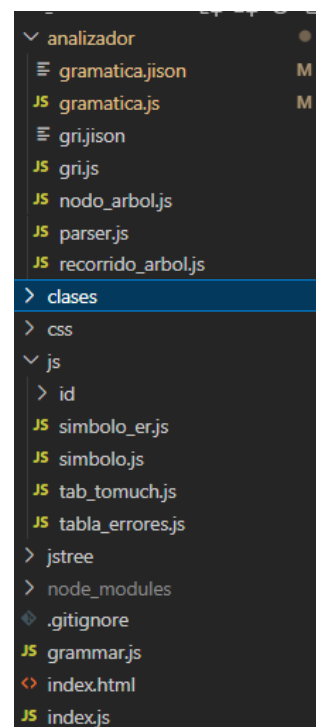 analizador
gramatica.jison M
JS gramatica.js M
gri.jison
JS gri.js
JS nodo_arbol.js
JS parser.js
JS recorrido_arbol.js
clases
css
js
id
JS simbolo_er.js
JS simbolo.js
JS tab_tomuch.js
JS tabla_errores.js
jstree
node_modules
.gitignore
JS grammar.js
<> index.html
JS index.js